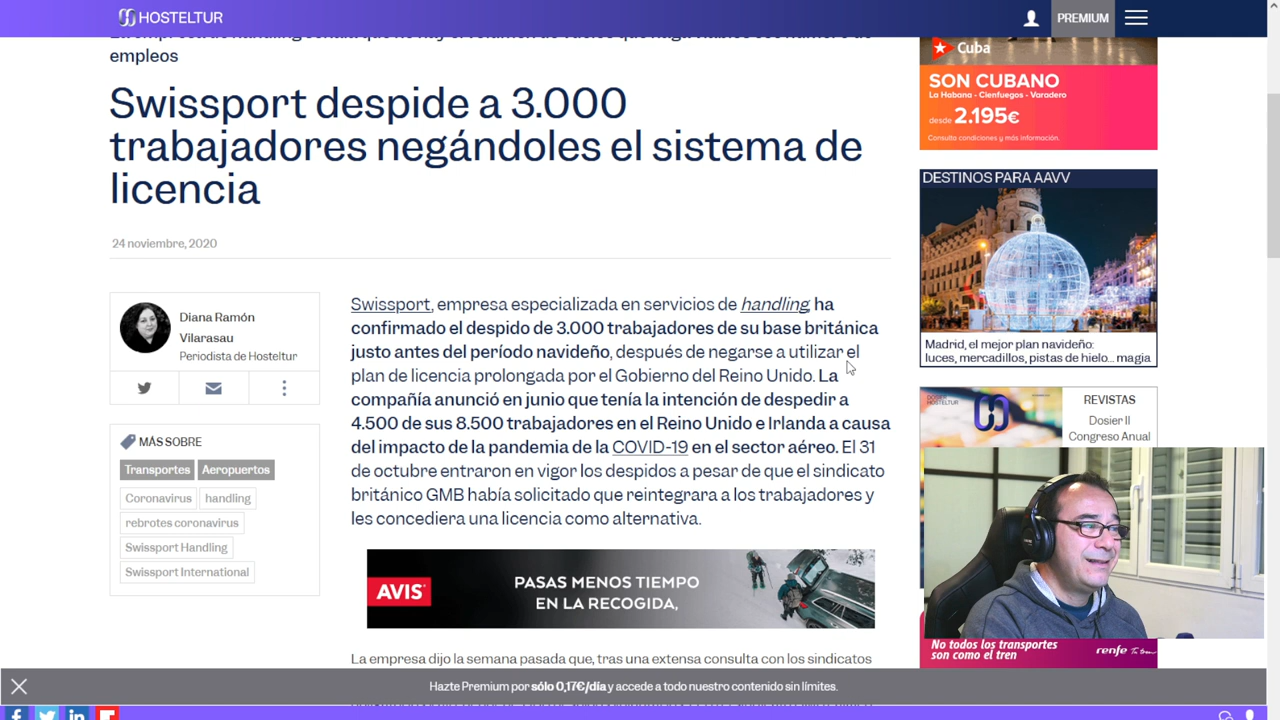 HOSTELTUR
PREMIUM
empleos
Swissport despide a 3.000
trabajadores negándoles el sistema de
licencia
24 noviembre, 2020
Diana Ramón
Vilarasau
Periodista de Hosteltur
MÁS SOBRE
Transportes Aeropuertos
Coronavirus handling
rebrotes coronavirus
Swissport Handling
Swissport International
Swissport, empresa especializada en servicios de handling, ha
confirmado el despido de 3.000 trabajadores de su base británica
justo antes del período navideño, después de negarse a utilizar el
plan de licencia prolongada por el Gobierno del Reino Unido. La
compañía anunció en junio que tenía la intención de despedir a
4.500 de sus 8.500 trabajadores en el Reino Unido e Irlanda a causa
del impacto de la pandemia de la COVID-19 en el sector aéreo. El 31
de octubre entraron en vigor los despidos a pesar de que el sindicato
británico GMB había solicitado que reintegrara a los trabajadores y
les concediera una licencia como alternativa.
AVIS
PASAS MENOS TIEMPO
EN LA RECOGIDA,
La empresa dijo la semana pasada que, tras una extensa consulta con los sindicatos
Cuba
SON CUBANO
La Habana - Cienfuegos - Varadero
desde 2.195€
Consulta condiciones y más información.
DESTINOS PARA AAVV
Madrid, el mejor plan navideño:
luces, mercadillos, pistas de hielo... magia
DOSIER
HOSTELTUR
REVISTAS
Dosier II
Congreso Anual
No todos los transportes
son como el tren
renfe
Hazte Premium por sólo 0,17€/día y accede a todo nuestro contenido sin límites.